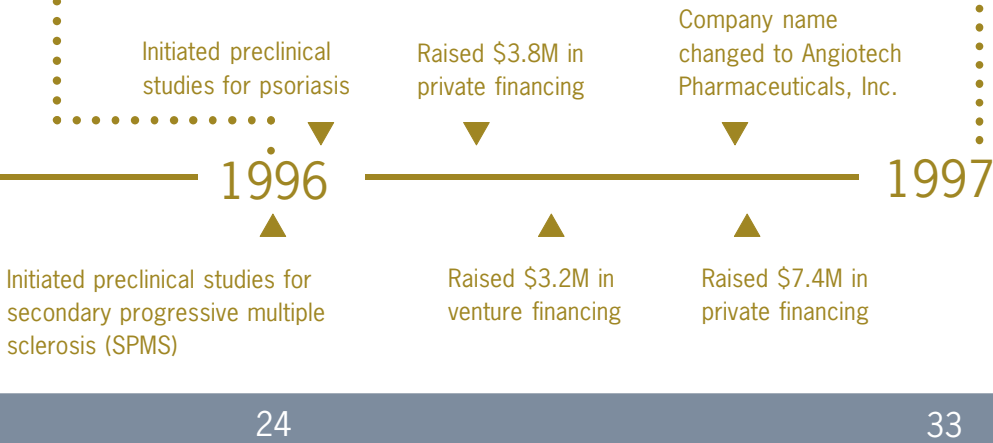 Initiated preclinical
studies for psoriasis
Raised $3.8M in
private financing
Company name
changed to Angiotech
Pharmaceuticals, Inc.
1996
1997
Initiated preclinical studies for
secondary progressive multiple
sclerosis (SPMS)
Raised $3.2M in
venture financing
Raised $7.4M in
private financing
24
33